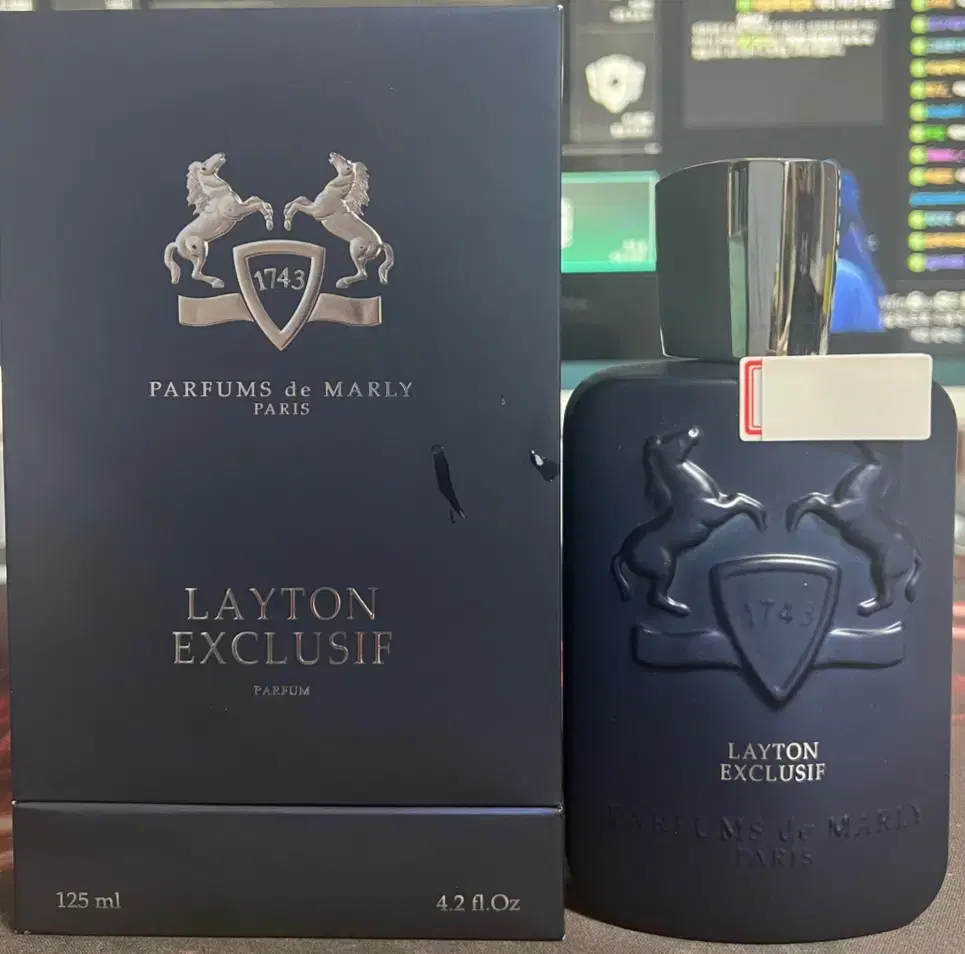 1743
PARFUMS de MARLY
PARIS
LAYTON
EXCLUSIF
PARFUM
125 ml
4.2 fl.Oz
1743
LAYTON
EXCLUSIF
PARFUMS de MARLY
PARIS